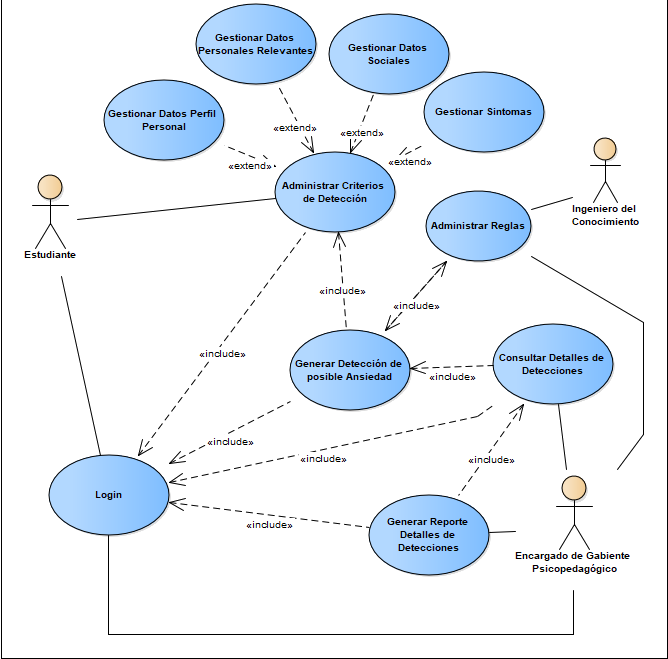 Gestionar Datos
Personales Relevantes
Gestionar Datos
Sociales
Gestionar Datos Perfil
Personal
Gestionar Sintomas
«extend»
«extend»
«extend»
«extend»
Administrar Criterios
de Detección
Ingeniero del
Conocimiento
Administrar Reglas
Estudiante
«include»
«include»
«include»
Generar Detección de
posible Ansiedad
Consultar Detalles de
Detecciones
«include»
«include»
«include»
«include»
Login
«include»
Generar Reporte
Detalles de
Detecciones
Encargado de Gabiente
Psicopedagógico